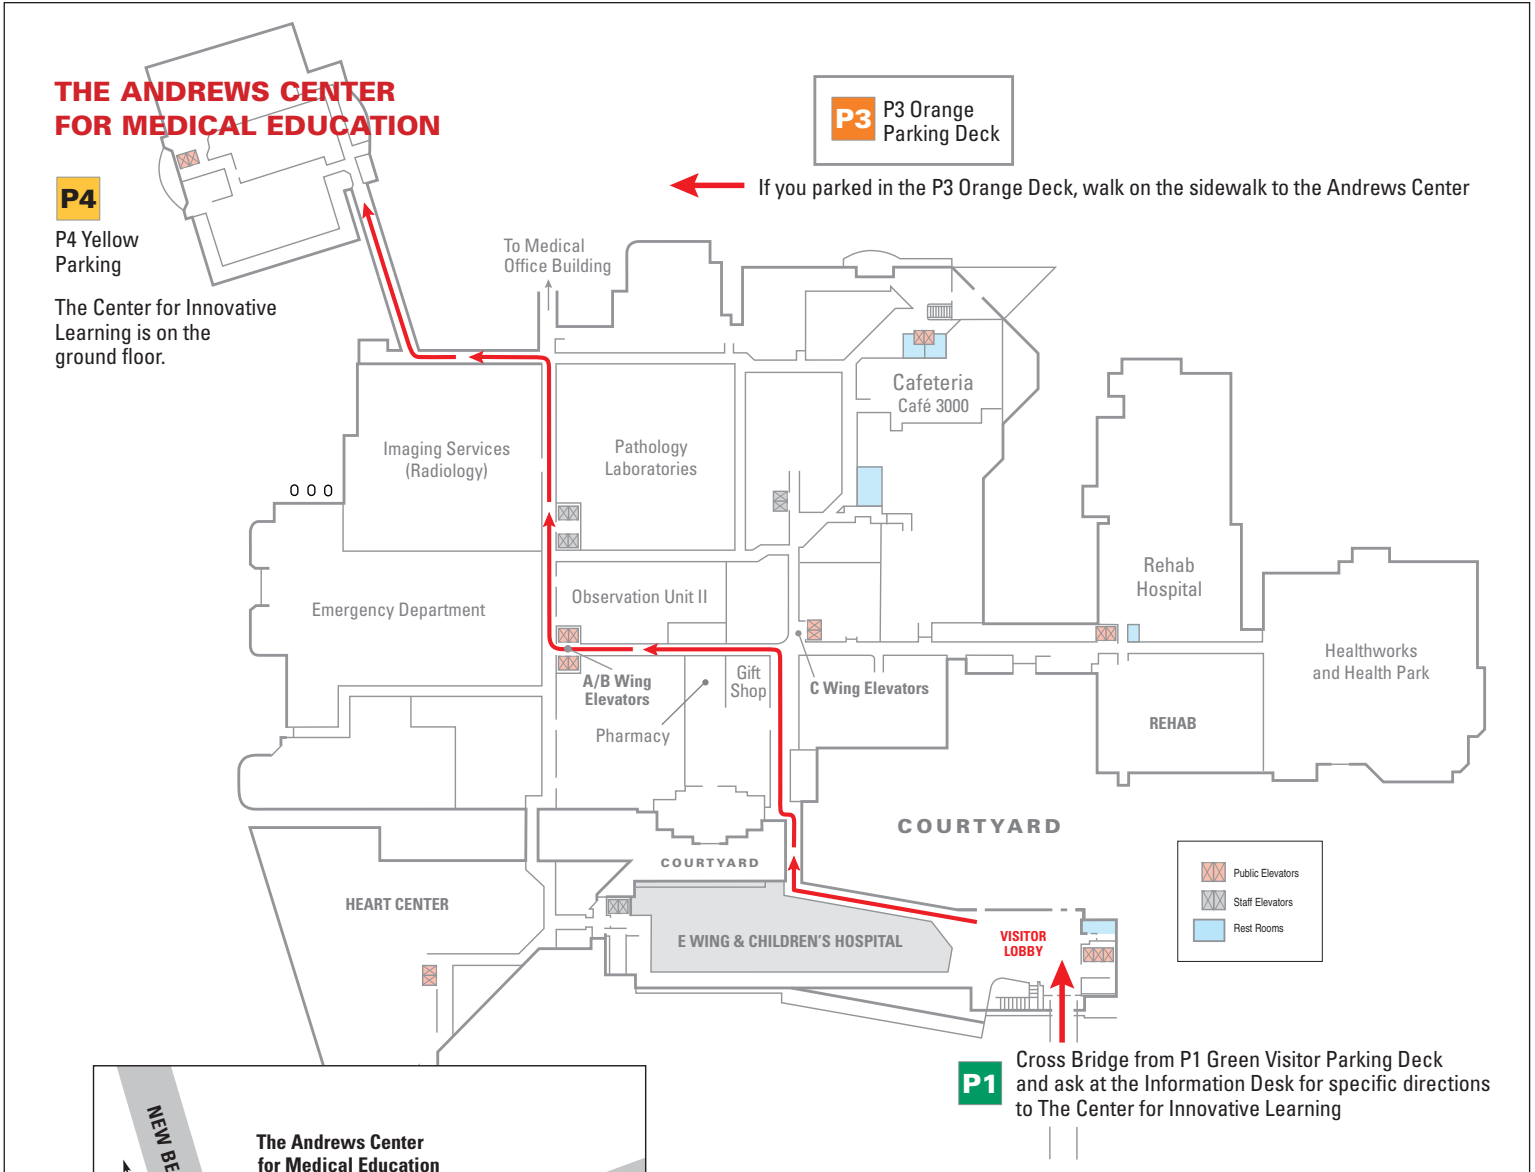 THE ANDREWS CENTER
FOR MEDICAL EDUCATION
P4
P4 Yellow
Parking
The Center for Innovative
Learning is on the
ground floor.
P3
P3 Orange
Parking Deck
If you parked in the P3 Orange Deck, walk on the sidewalk to the Andrews Center
To Medical
Office Building
Cafeteria
Café 3000
Imaging Services
(Radiology)
Pathology
Laboratories
Rehab
Hospital
Emergency Department
Observation Unit II
Healthworks
and Health Park
A/B Wing
Elevators
Gift
Shop
C Wing Elevators
Pharmacy
REHAB
COURTYARD
COURTYARD
HEART CENTER
E WING & CHILDREN'S HOSPITAL
VISITOR
LOBBY
Public Elevators
Staff Elevators
Rest Rooms
P1
Cross Bridge from P1 Green Visitor Parking Deck
and ask at the Information Desk for specific directions
to The Center for Innovative Learning
NEW BE
The Andrews Center
for Medical Education